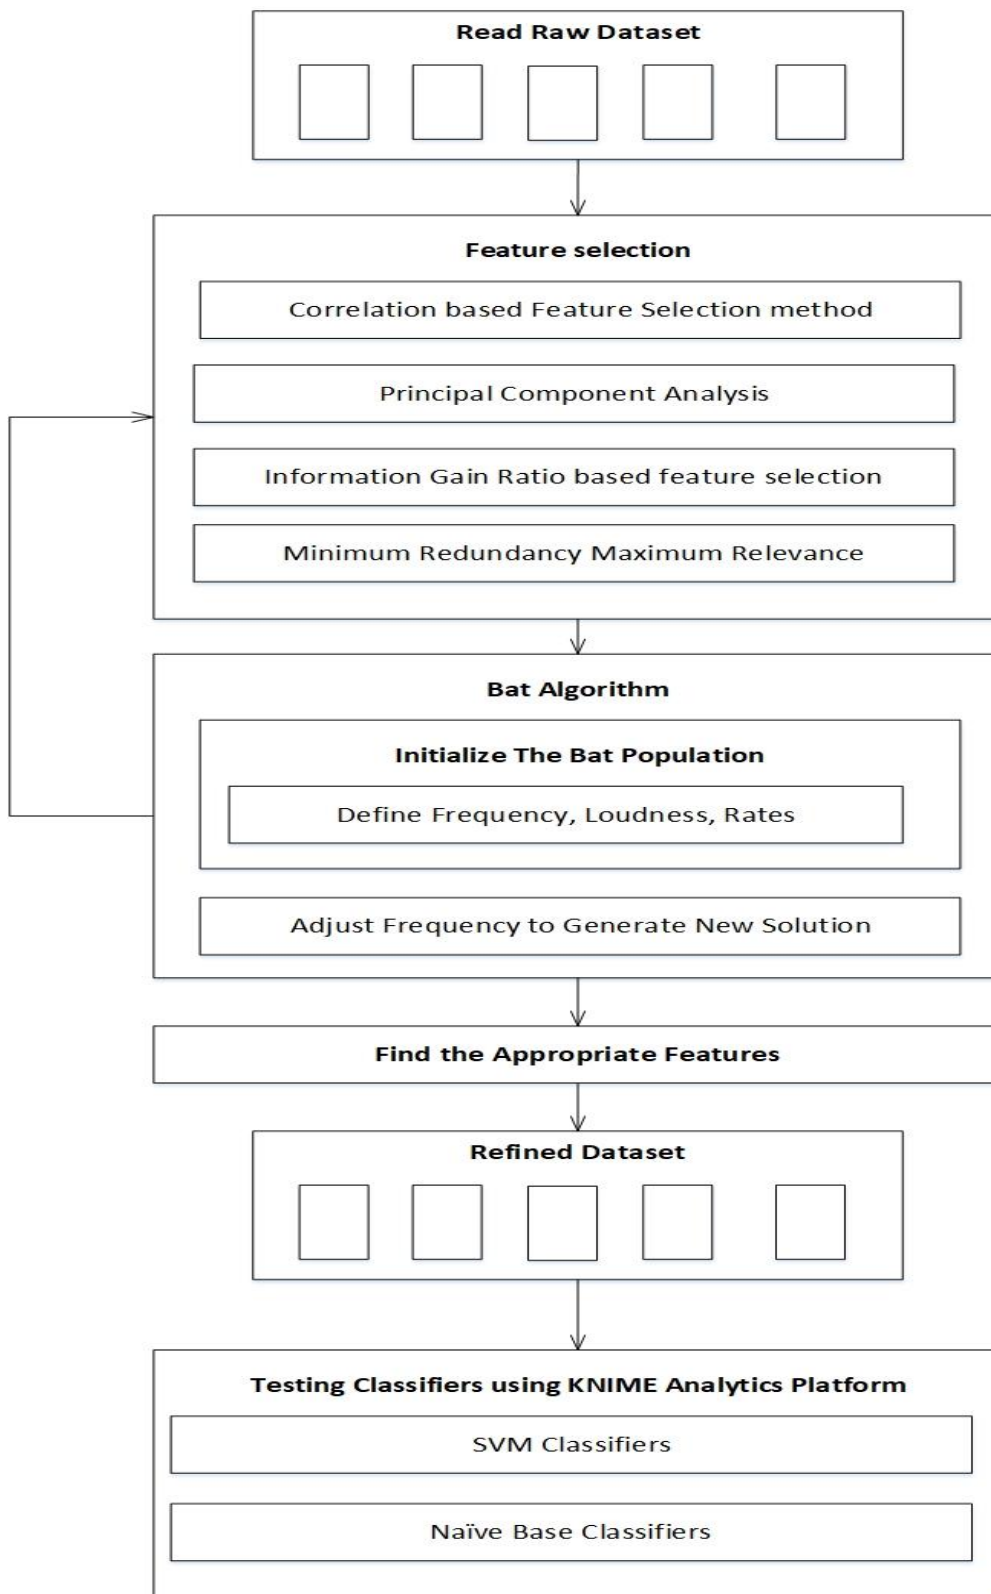 Read Raw Dataset
Feature selection
Correlation based Feature Selection method
Principal Component Analysis
Information Gain Ratio based feature selection
Minimum Redundancy Maximum Relevance
Bat Algorithm
Initialize The Bat Population
Define Frequency, Loudness, Rates
Adjust Frequency to Generate New Solution
Find the Appropriate Features
Refined Dataset
Testing Classifiers using KNIME Analytics Platform
SVM Classifiers
Naïve Base Classifiers